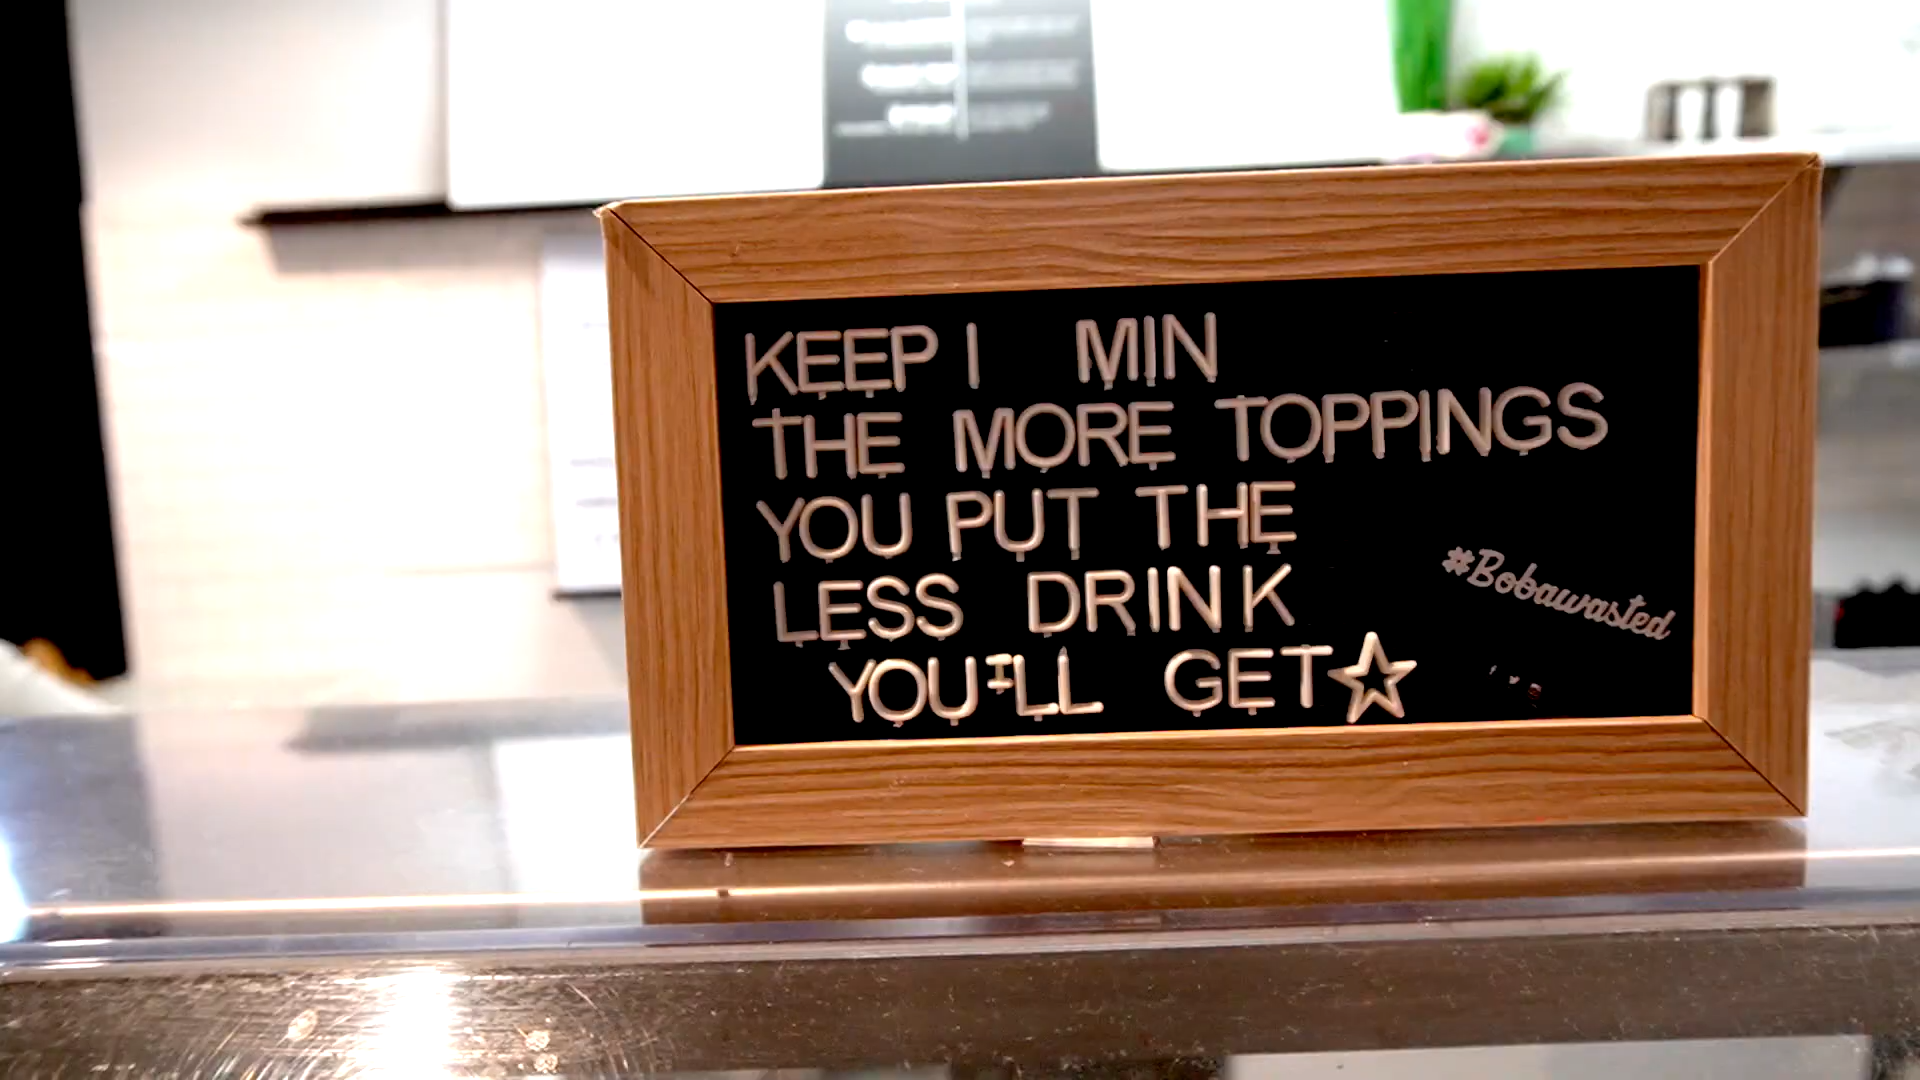 KEEP I MIN
THE MORE TOPPINGS
YOU PUT THE
LESS DRINK
YOU'LL GET☆
#Bobawasted